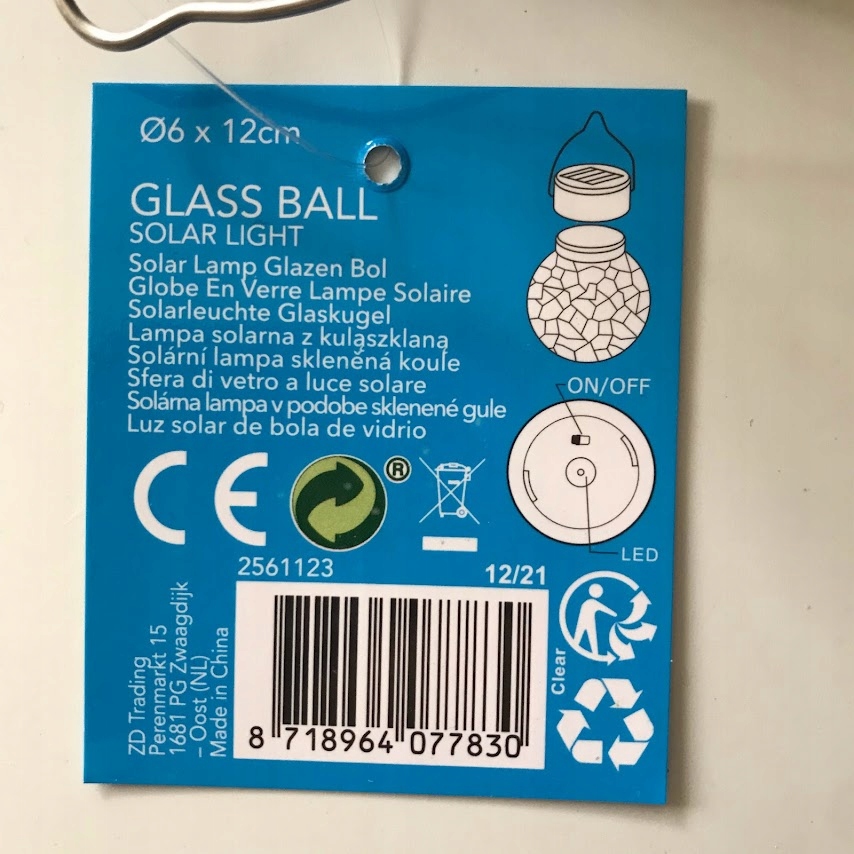 Ø6 x 12cm
GLASS BALL
SOLAR LIGHT
Solar Lamp Glazen Bol
Globe En Verre Lampe Solaire
Solarleuchte Glaskugel
Lampa solarna z kuląszklaną
Solární lampa skleněná koule
Sfera di vetro a luce solare
Solárna lampa v podobe sklenené gule
Luz solar de bola de vidrio
ON/OFF
LED
CE
®
2561123
12/21
ZD Trading
Perenmarkt 15
1681 PG Zwaagdijk
– Oost (NL)
Made in China
8 718964 077830
Clear